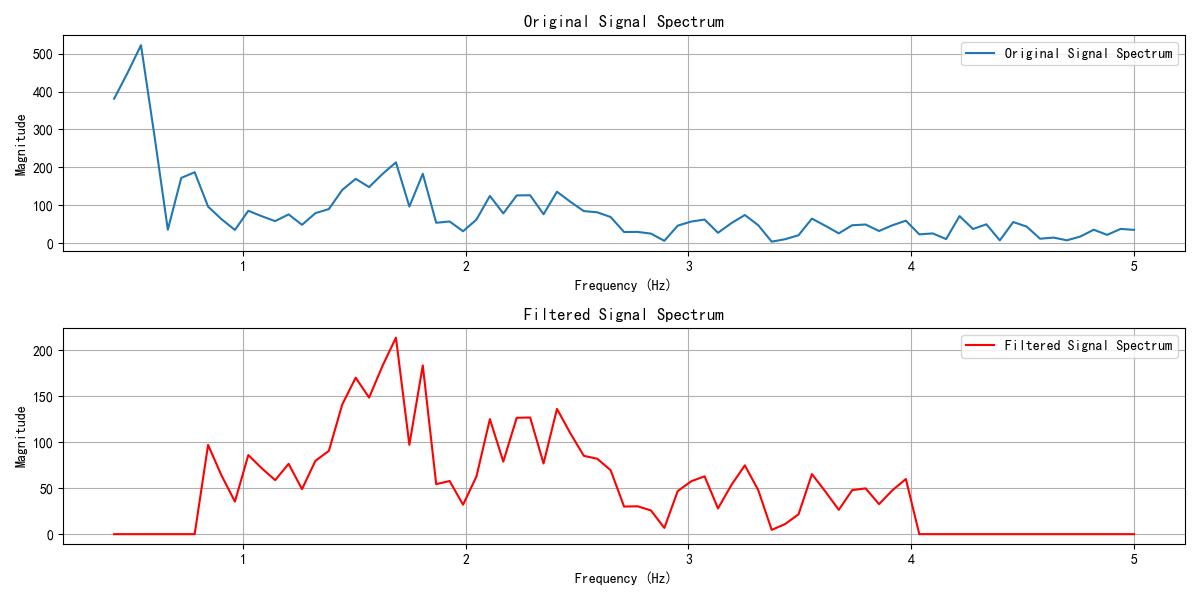 Original Signal Spectrum
500
400
300
200
100
0
Magnitude
Original Signal Spectrum
1
2
3
4
5
Frequency (Hz)
Filtered Signal Spectrum
200
150
100
50
0
Magnitude
Filtered Signal Spectrum
1
2
3
4
5
Frequency (Hz)